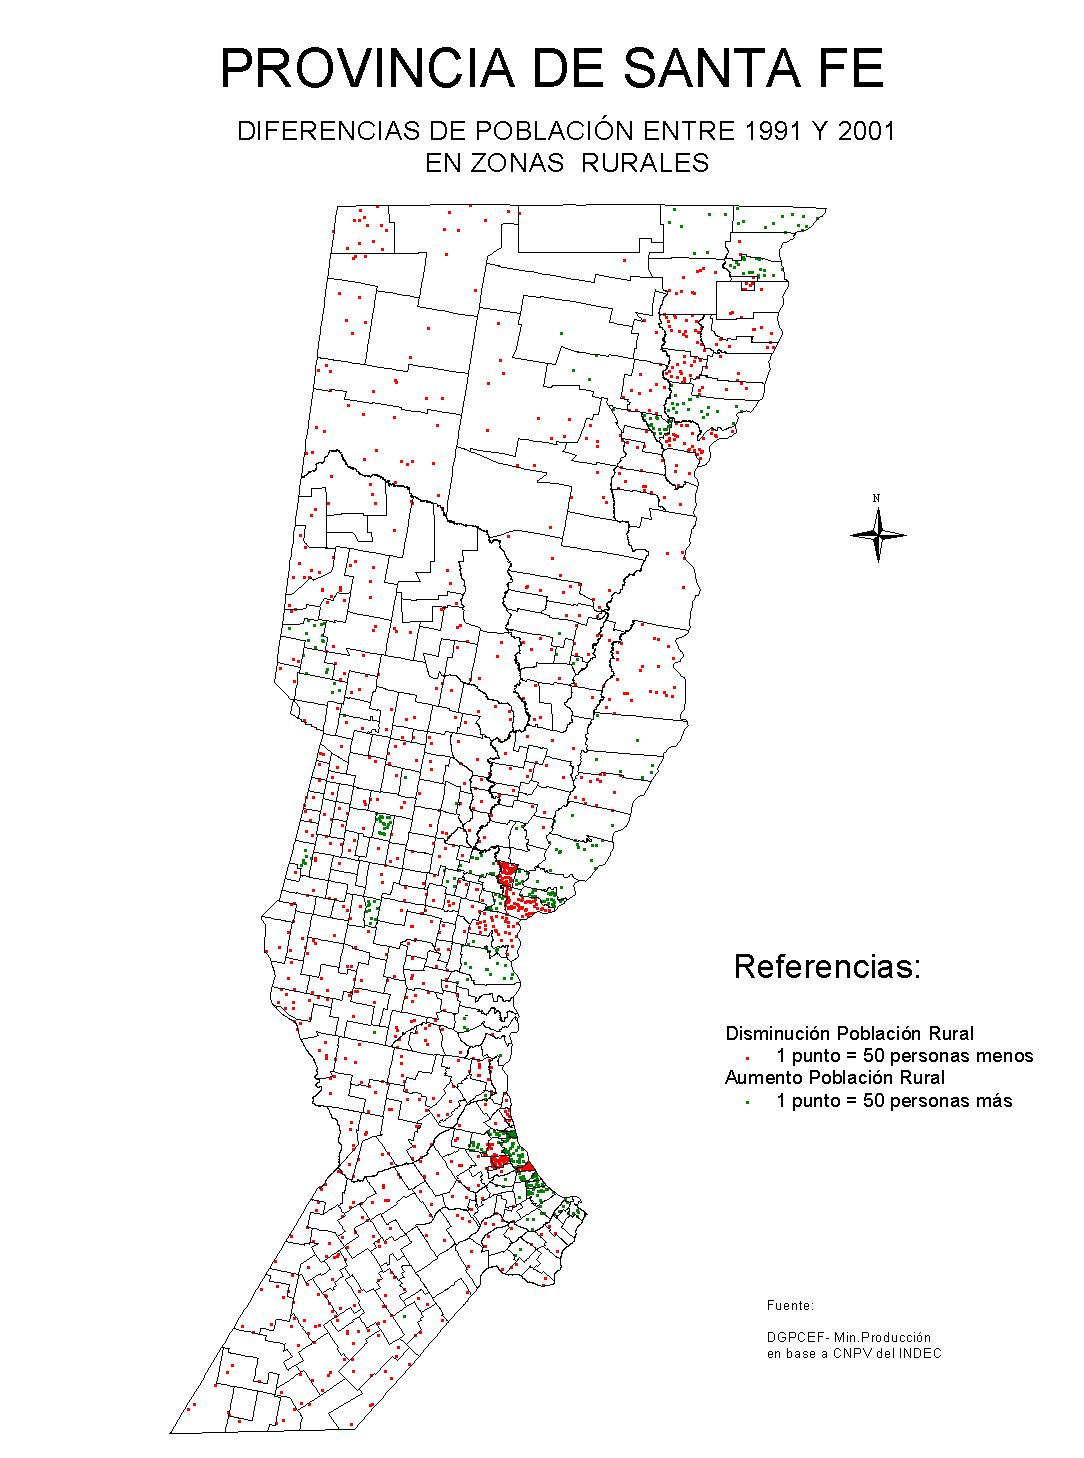 PROVINCIA DE SANTA FE
DIFERENCIAS DE POBLACIÓN ENTRE 1991 Y 2001
EN ZONAS RURALES
N
Referencias:
Disminución Población Rural
1 punto = 50 personas menos
Aumento Población Rural
1 punto = 50 personas más
Fuente:
DGPCEF- Min.Producción
en base a CNPV del INDEC